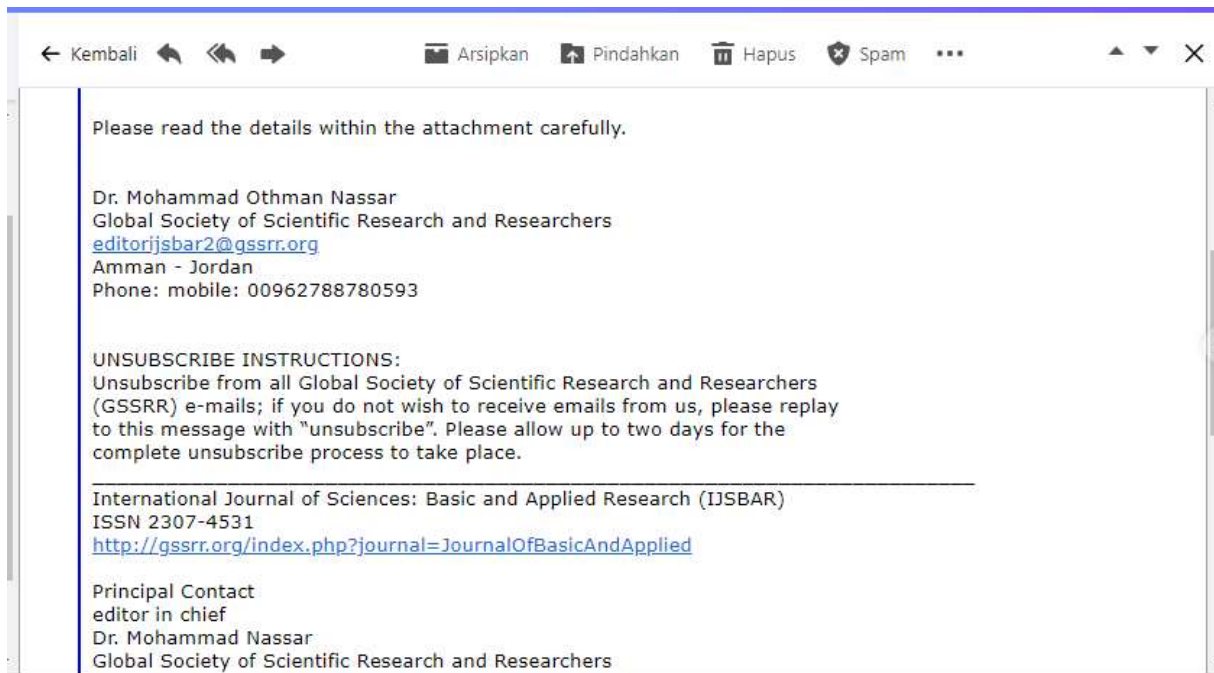 Kembali Arsipkan Pindahkan Hapus Spam
Please read the details within the attachment carefully.
Dr. Mohammad Othman Nassar
Global Society of Scientific Research and Researchers
editorijsbar2@gssrr.org
Amman - Jordan
Phone: mobile: 00962788780593
UNSUBSCRIBE INSTRUCTIONS:
Unsubscribe from all Global Society of Scientific Research and Researchers
(GSSRR) e-mails; if you do not wish to receive emails from us, please replay
to this message with “unsubscribe”. Please allow up to two days for the
complete unsubscribe process to take place.
International Journal of Sciences: Basic and Applied Research (IJSBAR)
ISSN 2307-4531
http://gssrr.org/index.php?journal=JournalOfBasicAndApplied
Principal Contact
editor in chief
Dr. Mohammad Nassar
Global Society of Scientific Research and Researchers